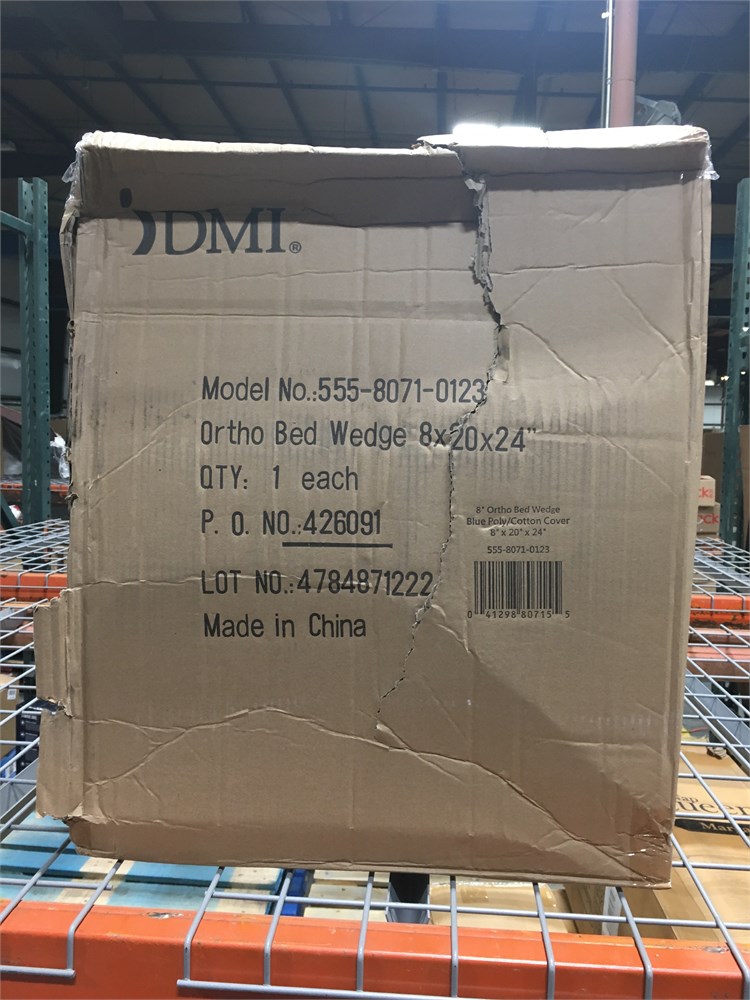 DMI®
Model No.:555-8071-0123
Ortho Bed Wedge 8x20x24"
QTY: 1 each
P. O. NO.:426091
LOT NO.:4784871222
Made in China
8" Ortho Bed Wedge
Blue Poly/Cotton Cover
8" x 20" x 24"
555-8071-0123
0 41298 80715 5